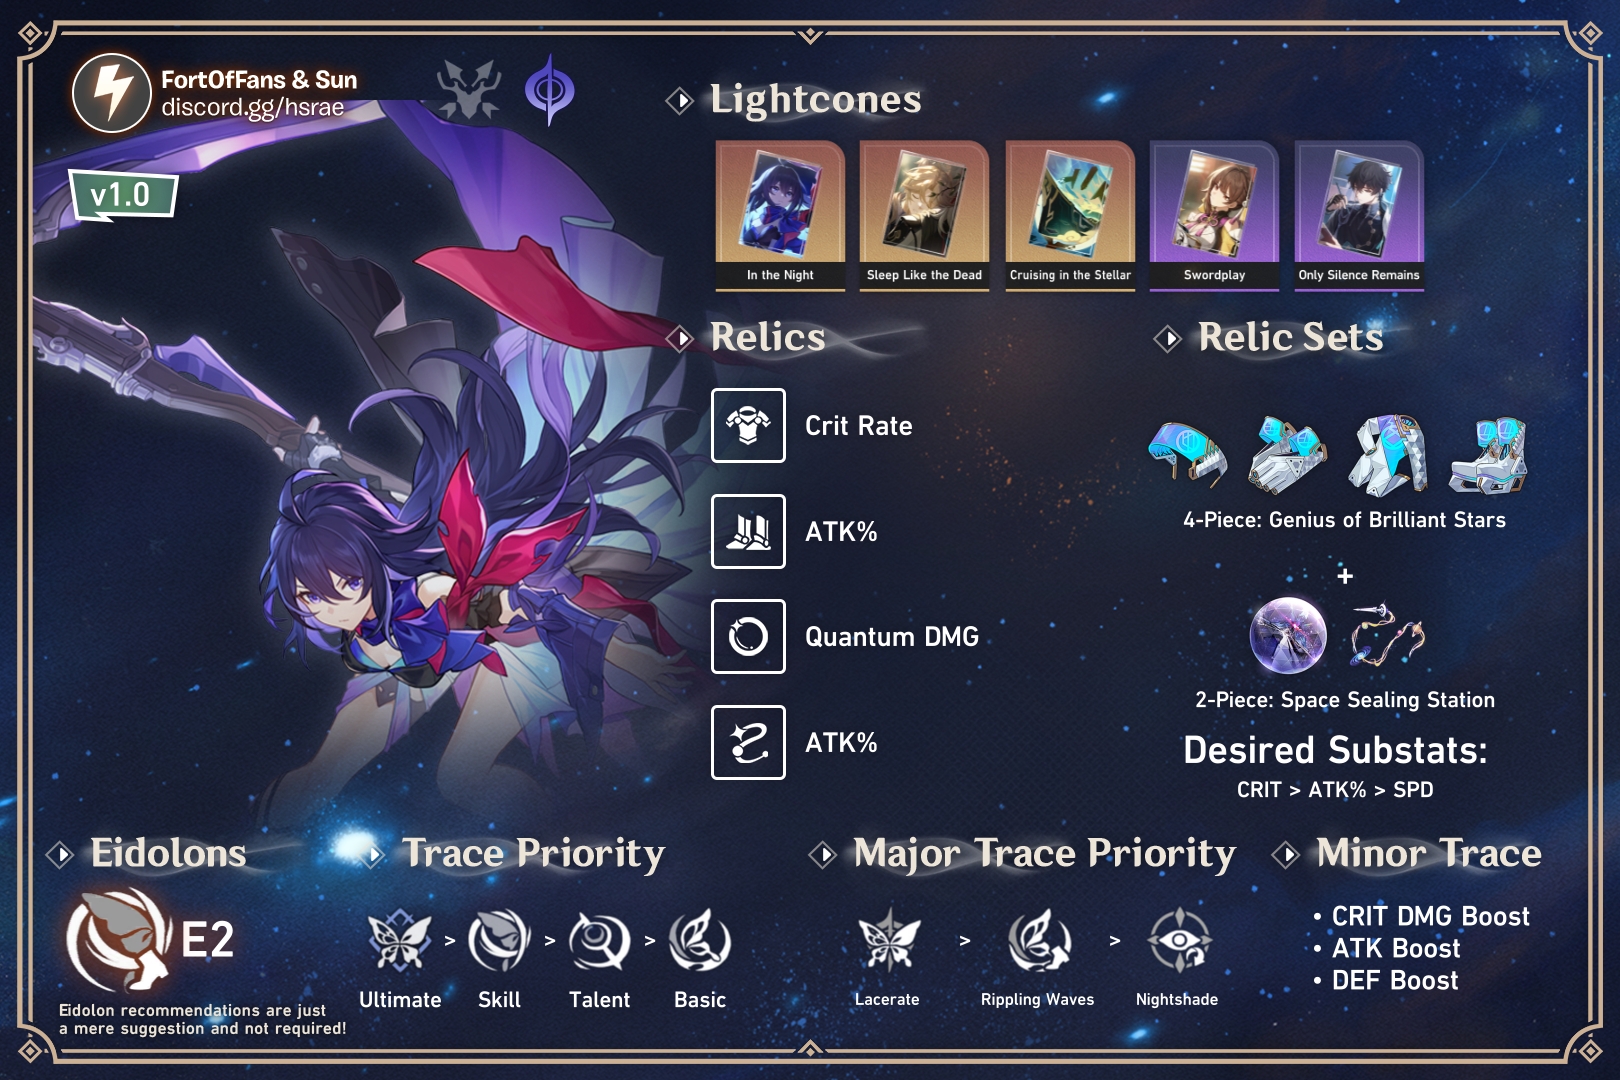 FortOfFans & Sun
discord.gg/hsrae
v1.0
Lightcones
In the Night
Sleep Like the Dead
Cruising in the Stellar
Swordplay
Only Silence Remains
Relics
Crit Rate
ATK%
Quantum DMG
ATK%
Relic Sets
4-Piece: Genius of Brilliant Stars
+
2-Piece: Space Sealing Station
Desired Substats:
CRIT > ATK% > SPD
Eidolons
E2
Eidolon recommendations are just
a mere suggestion and not required!
Trace Priority
> > >
Ultimate Skill Talent Basic
Major Trace Priority
> >
Lacerate Rippling Waves Nightshade
Minor Trace
• CRIT DMG Boost
• ATK Boost
• DEF Boost